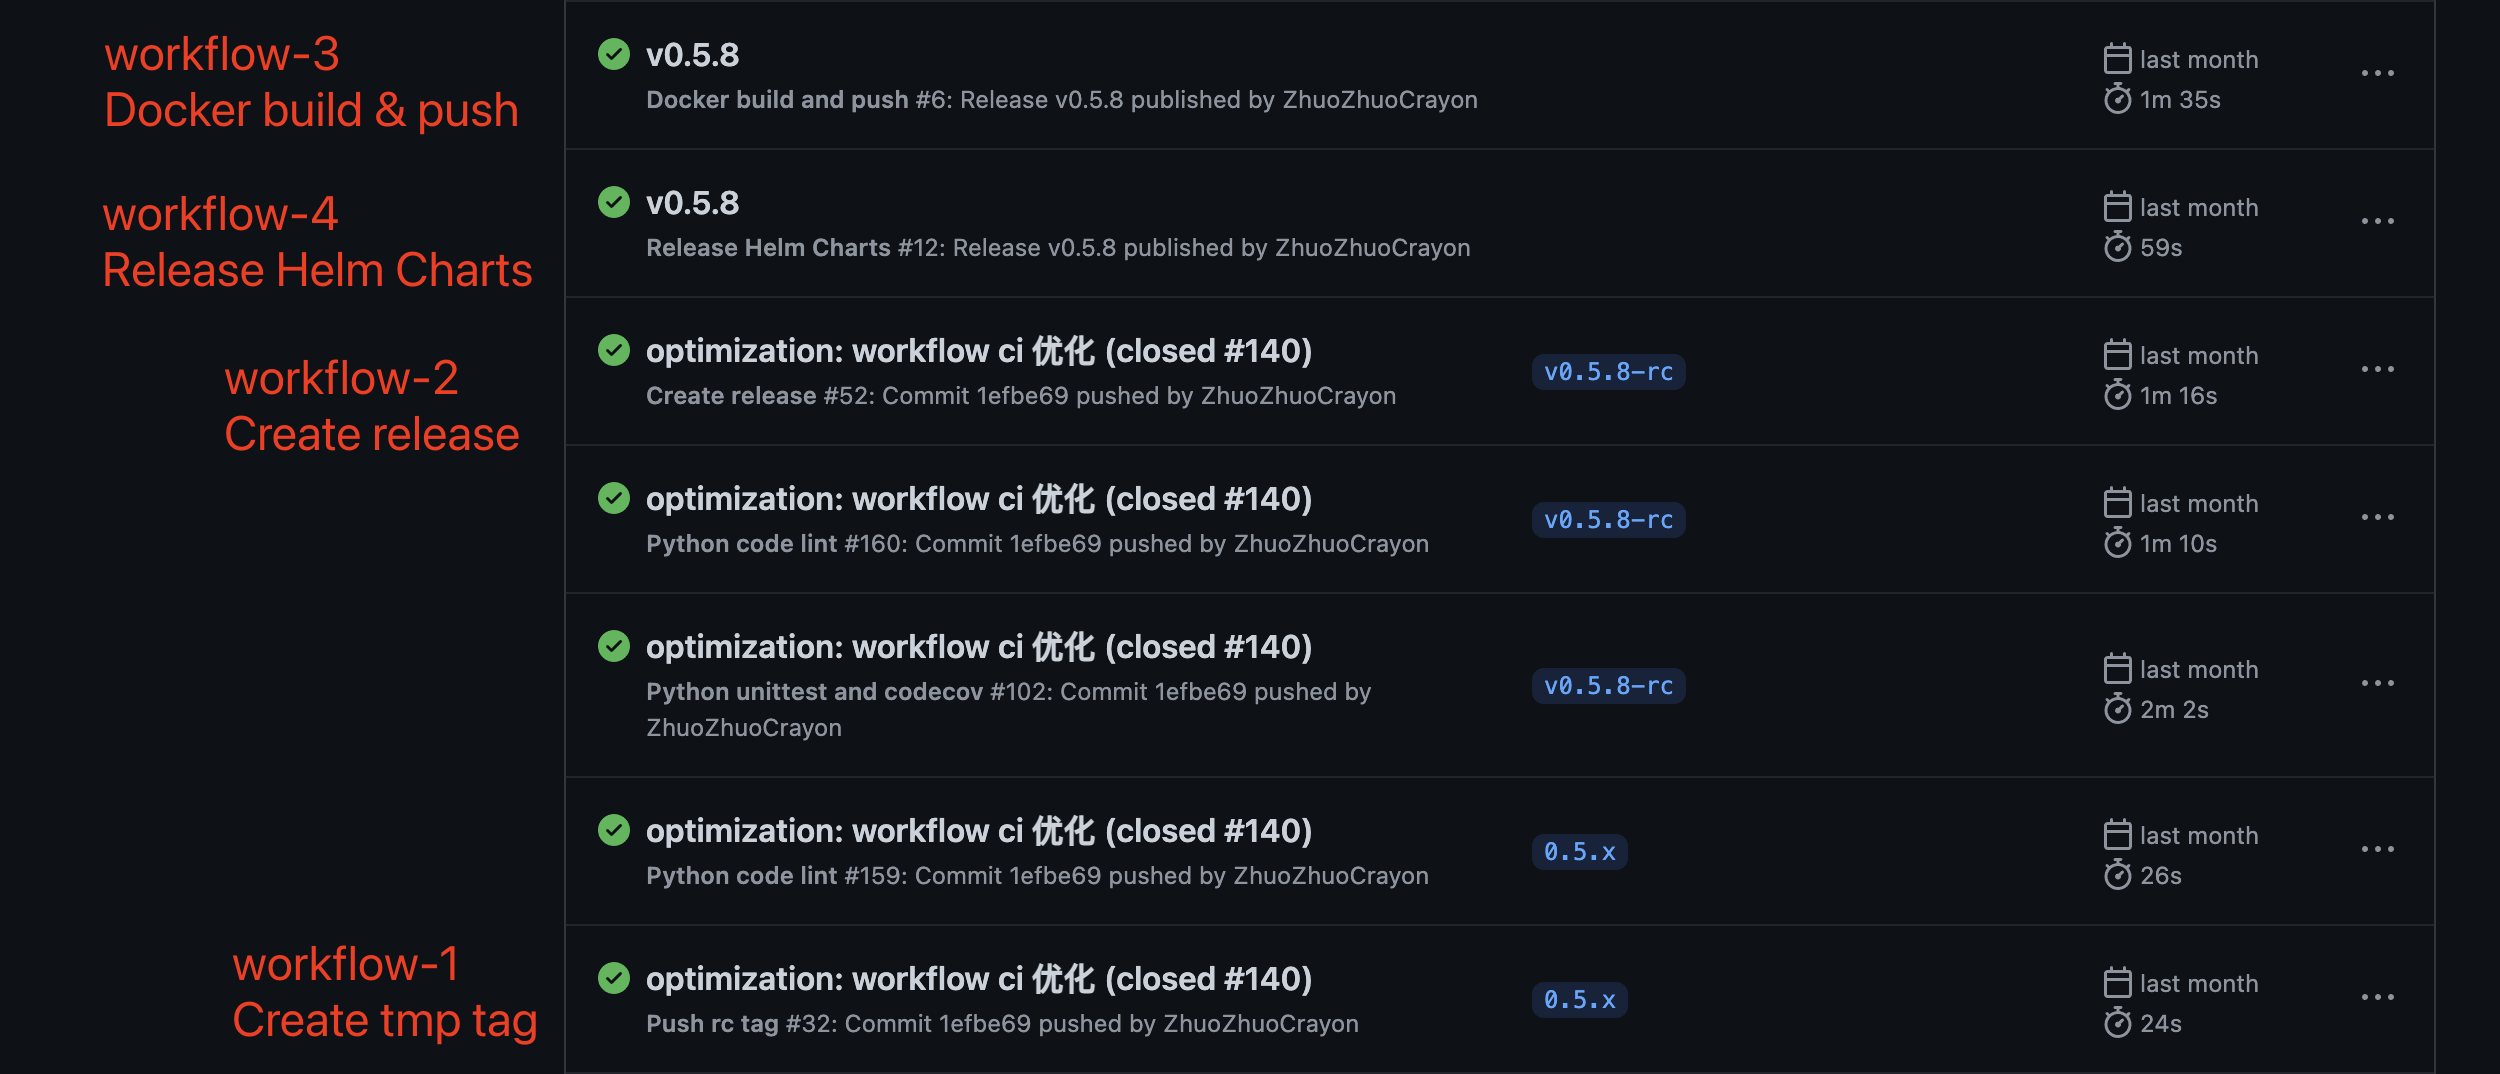 workflow-3
Docker build & push
v0.5.8
Docker build and push #6: Release v0.5.8 published by ZhuoZhuoCrayon
last month
1m 35s
workflow-4
Release Helm Charts
v0.5.8
Release Helm Charts #12: Release v0.5.8 published by ZhuoZhuoCrayon
last month
59s
workflow-2
Create release
optimization: workflow ci 优化 (closed #140)
Create release #52: Commit 1efbe69 pushed by ZhuoZhuoCrayon
v0.5.8-rc
last month
1m 16s
optimization: workflow ci 优化 (closed #140)
Python code lint #160: Commit 1efbe69 pushed by ZhuoZhuoCrayon
v0.5.8-rc
last month
1m 10s
optimization: workflow ci 优化 (closed #140)
Python unittest and codecov #102: Commit 1efbe69 pushed by
ZhuoZhuoCrayon
v0.5.8-rc
last month
2m 2s
optimization: workflow ci 优化 (closed #140)
Python code lint #159: Commit 1efbe69 pushed by ZhuoZhuoCrayon
0.5.x
last month
26s
workflow-1
Create tmp tag
optimization: workflow ci 优化 (closed #140)
Push rc tag #32: Commit 1efbe69 pushed by ZhuoZhuoCrayon
0.5.x
last month
24s